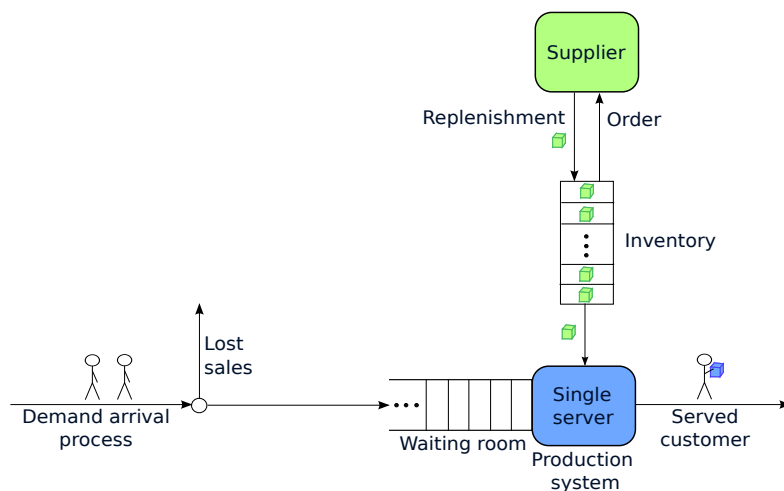 Supplier
Replenishment
Order
Inventory
Lost
sales
Demand arrival
process
Waiting room
Single
server
Production
system
Served
customer